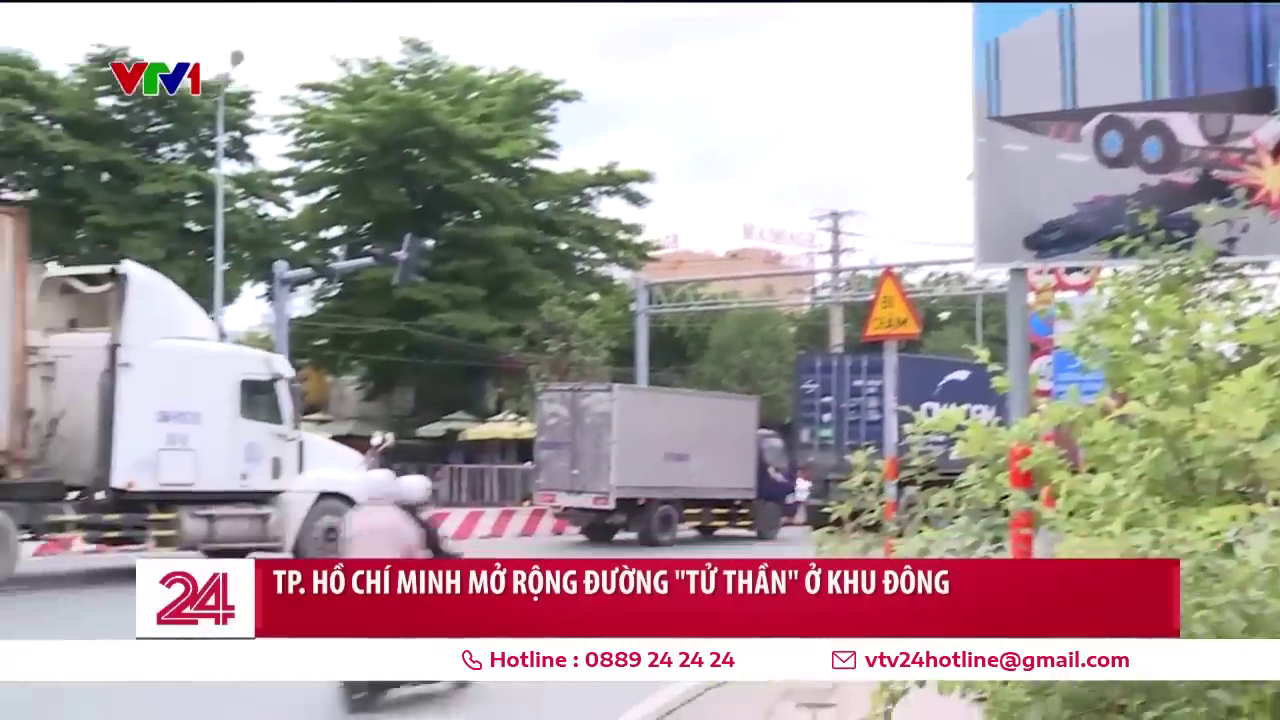 VTV1
24
TP. HỒ CHÍ MINH MỞ RỘNG ĐƯỜNG "TỬ THẦN" Ở KHU ĐÔNG
Hotline : 0889 24 24 24
vtv24hotline@gmail.com